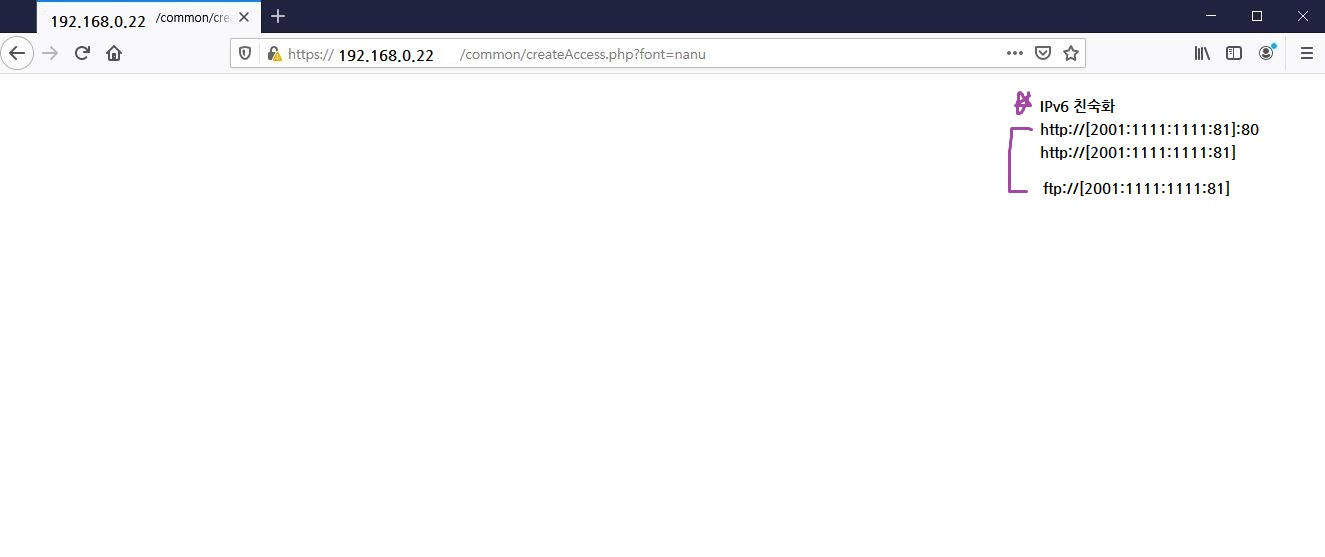 192.168.0.22 /common/crea
https:// 192.168.0.22 /common/createAccess.php?font=nanu
IPv6 친숙화
http://[2001:1111:1111:81]:80
http://[2001:1111:1111:81]
ftp://[2001:1111:1111:81]